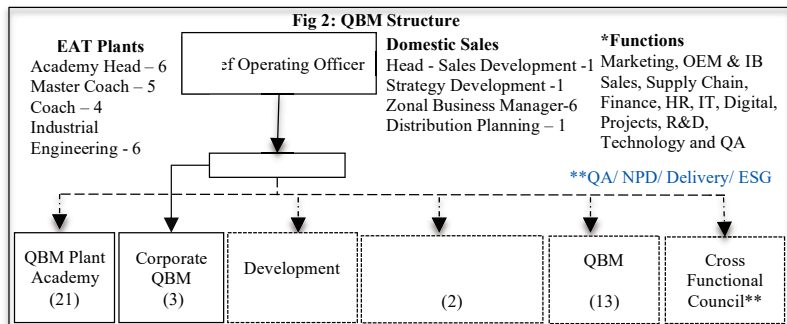 Fig 2: QBM Structure
EAT Plants
Academy Head – 6
Master Coach – 5
Coach – 4
Industrial
Engineering - 6
ef Operating Officer
Domestic Sales
Head - Sales Development -1
Strategy Development -1
Zonal Business Manager-6
Distribution Planning – 1
*Functions
Marketing, OEM & IB
Sales, Supply Chain,
Finance, HR, IT, Digital,
Projects, R&D,
Technology and QA
**QA/ NPD/ Delivery/ ESG
QBM Plant
Academy
(21)
Corporate
QBM
(3)
Development
(2)
QBM
(13)
Cross
Functional
Council**